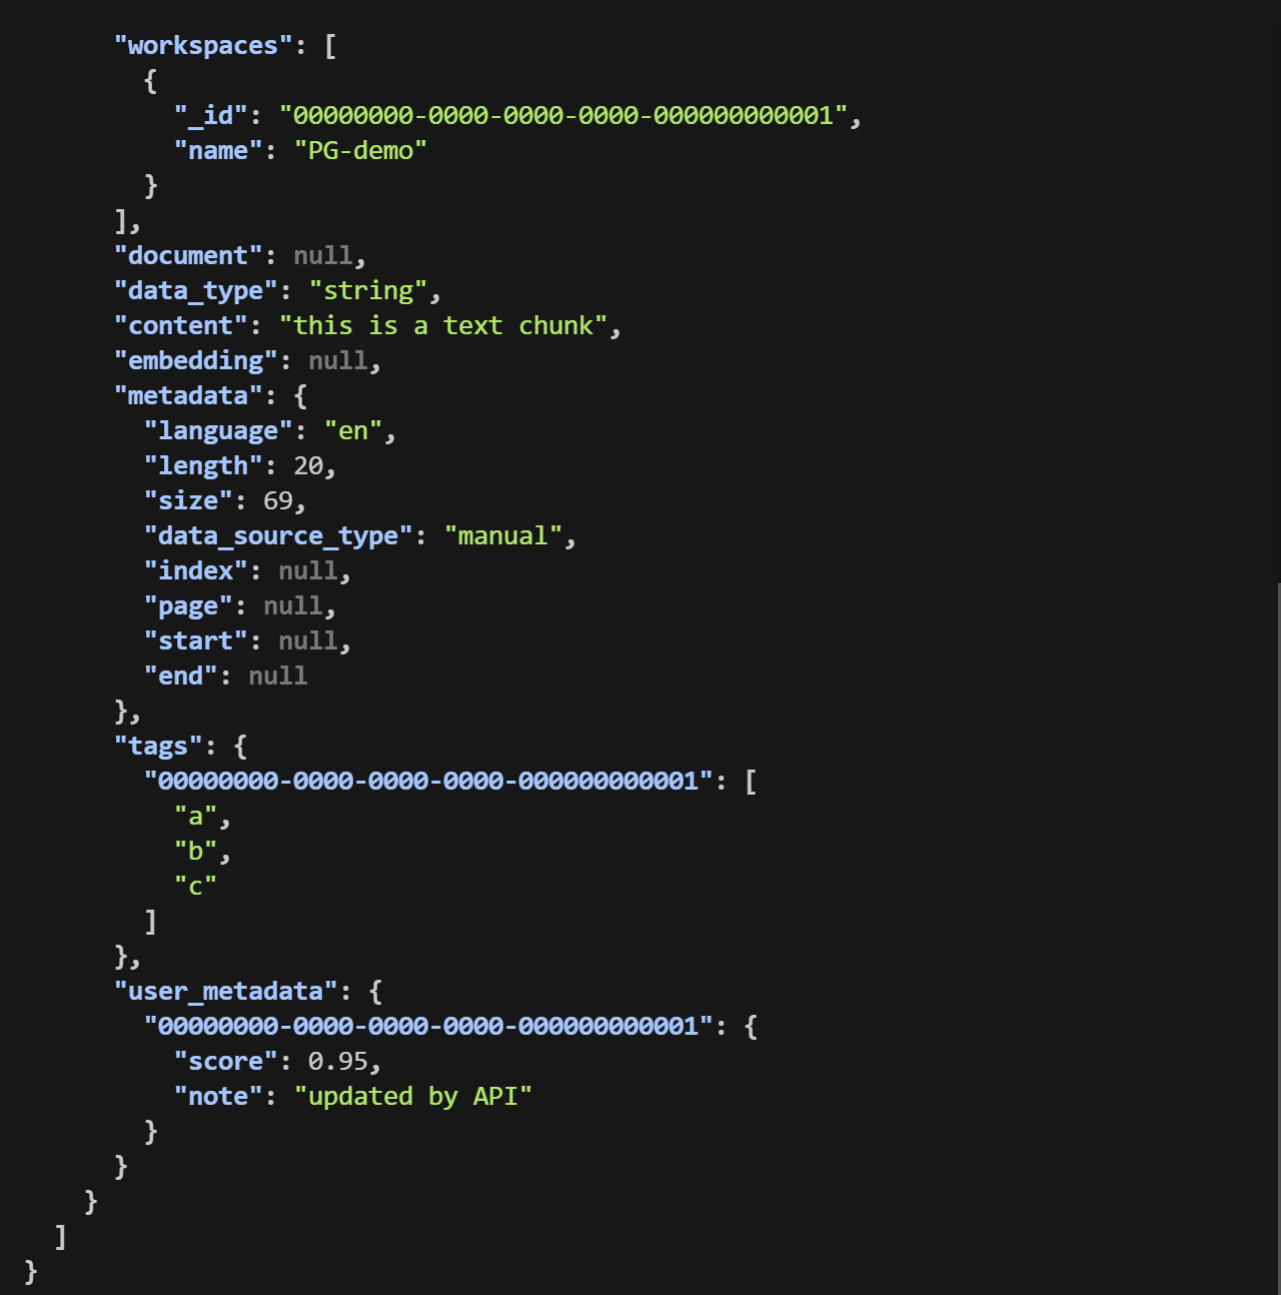 "workspaces": [
{
"_id": "00000000-0000-0000-0000-000000000001",
"name": "PG-demo"
}
],
"document": null,
"data_type": "string",
"content": "this is a text chunk",
"embedding": null,
"metadata": {
"language": "en",
"length": 20,
"size": 69,
"data_source_type": "manual",
"index": null,
"page": null,
"start": null,
"end": null
},
"tags": {
"00000000-0000-0000-0000-000000000001": [
"a",
"b",
"c"
]
},
"user_metadata": {
"00000000-0000-0000-0000-000000000001": {
"score": 0.95,
"note": "updated by API"
}
}
}
]
}